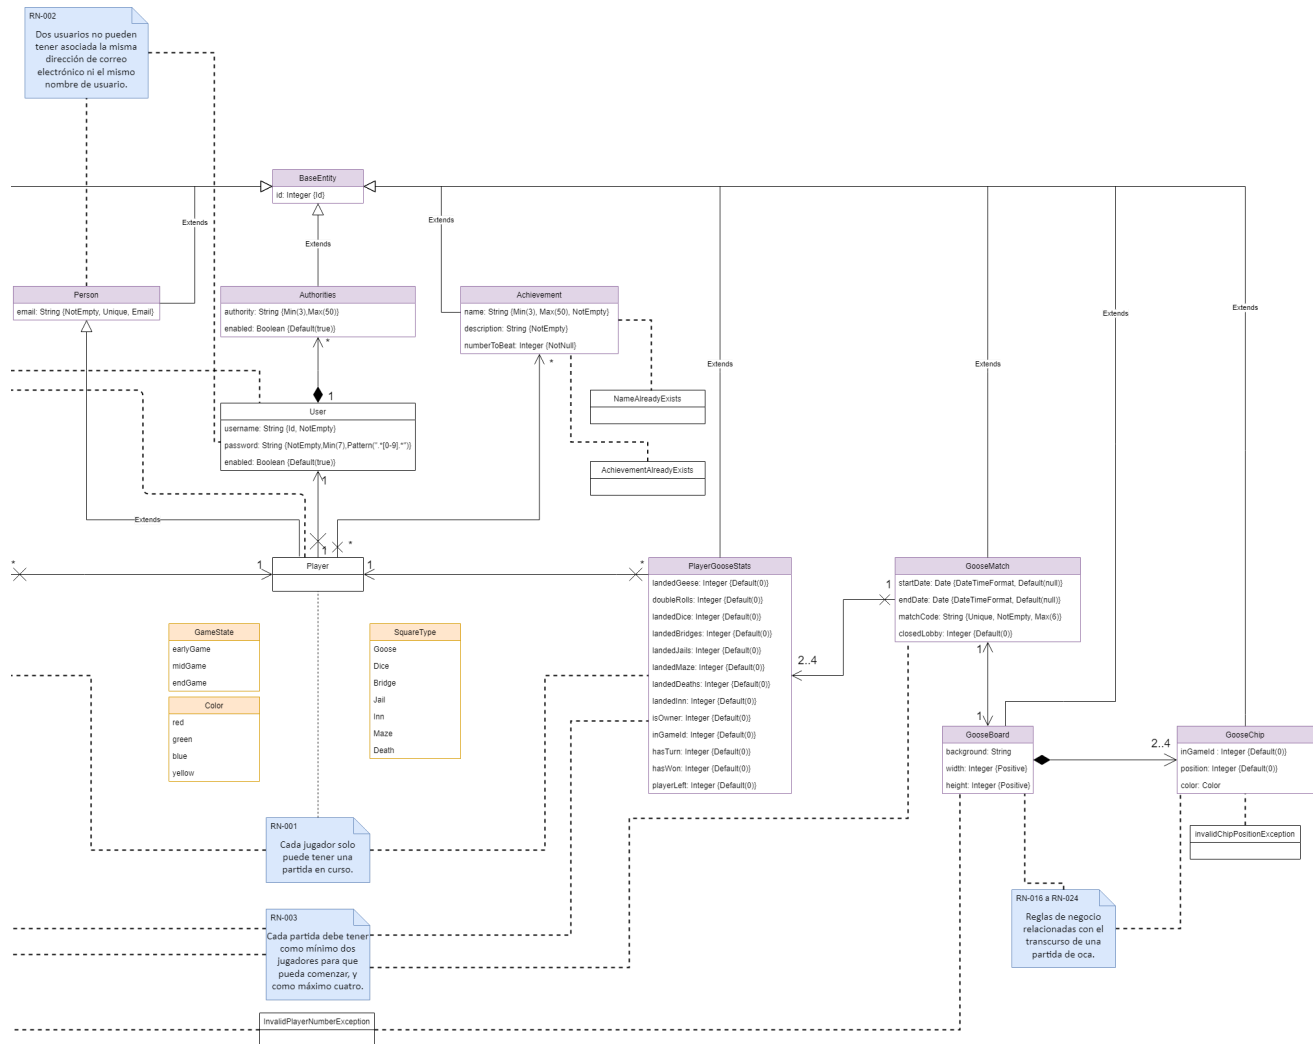 RN-002
Dos usuarios no pueden
tener asociada la misma
dirección de correo
electrónico ni el mismo
nombre de usuario.
BaseEntity
id: Integer {Id}
Extends
Extends
Extends
Extends
Extends
Extends
Extends
Person
email: String {NotEmpty, Unique, Email}
Authorities
authority: String {Min(3),Max(50)}
enabled: Boolean {Default(true)}
*
1
Achievement
name: String {Min(3), Max(50), NotEmpty}
description: String {NotEmpty}
numberToBeat: Integer {NotNull}
*
NameAlreadyExists
AchievementAlreadyExists
User
username: String {Id, NotEmpty}
password: String {NotEmpty,Min(7),Pattern(".*[0-9].*")}
enabled: Boolean {Default(true)}
1
Extends
1
*
*
1
Player
1
*
PlayerGooseStats
landedGeese: Integer {Default(0)}
doubleRolls: Integer {Default(0)}
landedDice: Integer {Default(0)}
landedBridges: Integer {Default(0)}
landedJails: Integer {Default(0)}
landedMaze: Integer {Default(0)}
landedDeaths: Integer {Default(0)}
landedInn: Integer {Default(0)}
isOwner: Integer {Default(0)}
inGameId: Integer {Default(0)}
hasTurn: Integer {Default(0)}
hasWon: Integer {Default(0)}
playerLeft: Integer {Default(0)}
2..4
1
GooseMatch
startDate: Date {DateTimeFormat, Default(null)}
endDate: Date {DateTimeFormat, Default(null)}
matchCode: String {Unique, NotEmpty, Max(6)}
closedLobby: Integer {Default(0)}
1
1
GameState
earlyGame
midGame
endGame
Color
red
green
blue
yellow
SquareType
Goose
Dice
Bridge
Jail
Inn
Maze
Death
GooseBoard
background: String
width: Integer {Positive}
height: Integer {Positive}
2..4
GooseChip
inGameId : Integer {Default(0)}
position: Integer {Default(0)}
color: Color
invalidChipPositionException
RN-001
Cada jugador solo
puede tener una
partida en curso.
RN-003
Cada partida debe tener
como mínimo dos
jugadores para que
pueda comenzar, y
como máximo cuatro.
RN-016 a RN-024
Reglas de negocio
relacionadas con el
transcurso de una
partida de oca.
InvalidPlayerNumberException